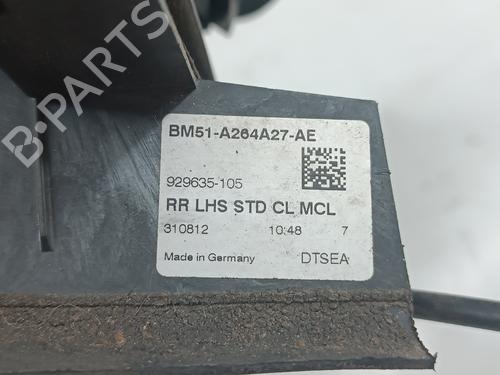 BM51-A264A27-AE
929635-105
RR LHS STD CL MCL
310812 10:48 7
Made in Germany DTSEA
B-PARTS